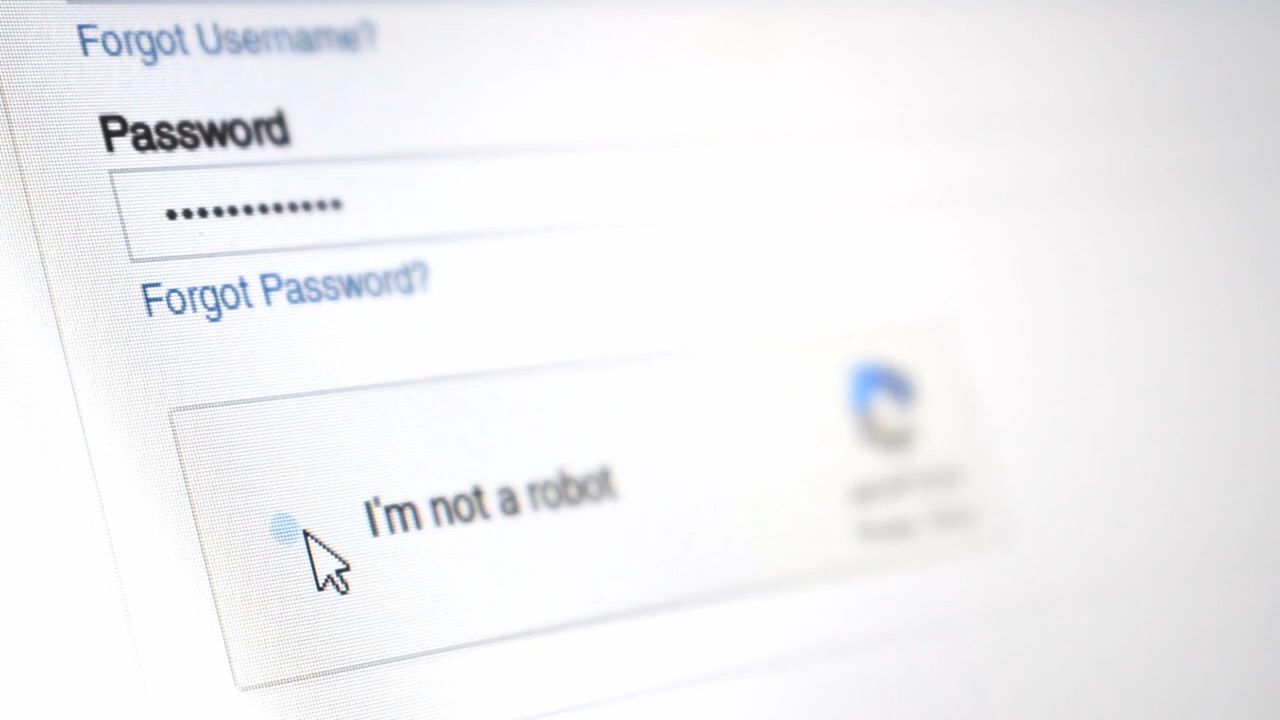 Forgot Username?
Password
••••••••••••
Forgot Password?
I'm not a robot